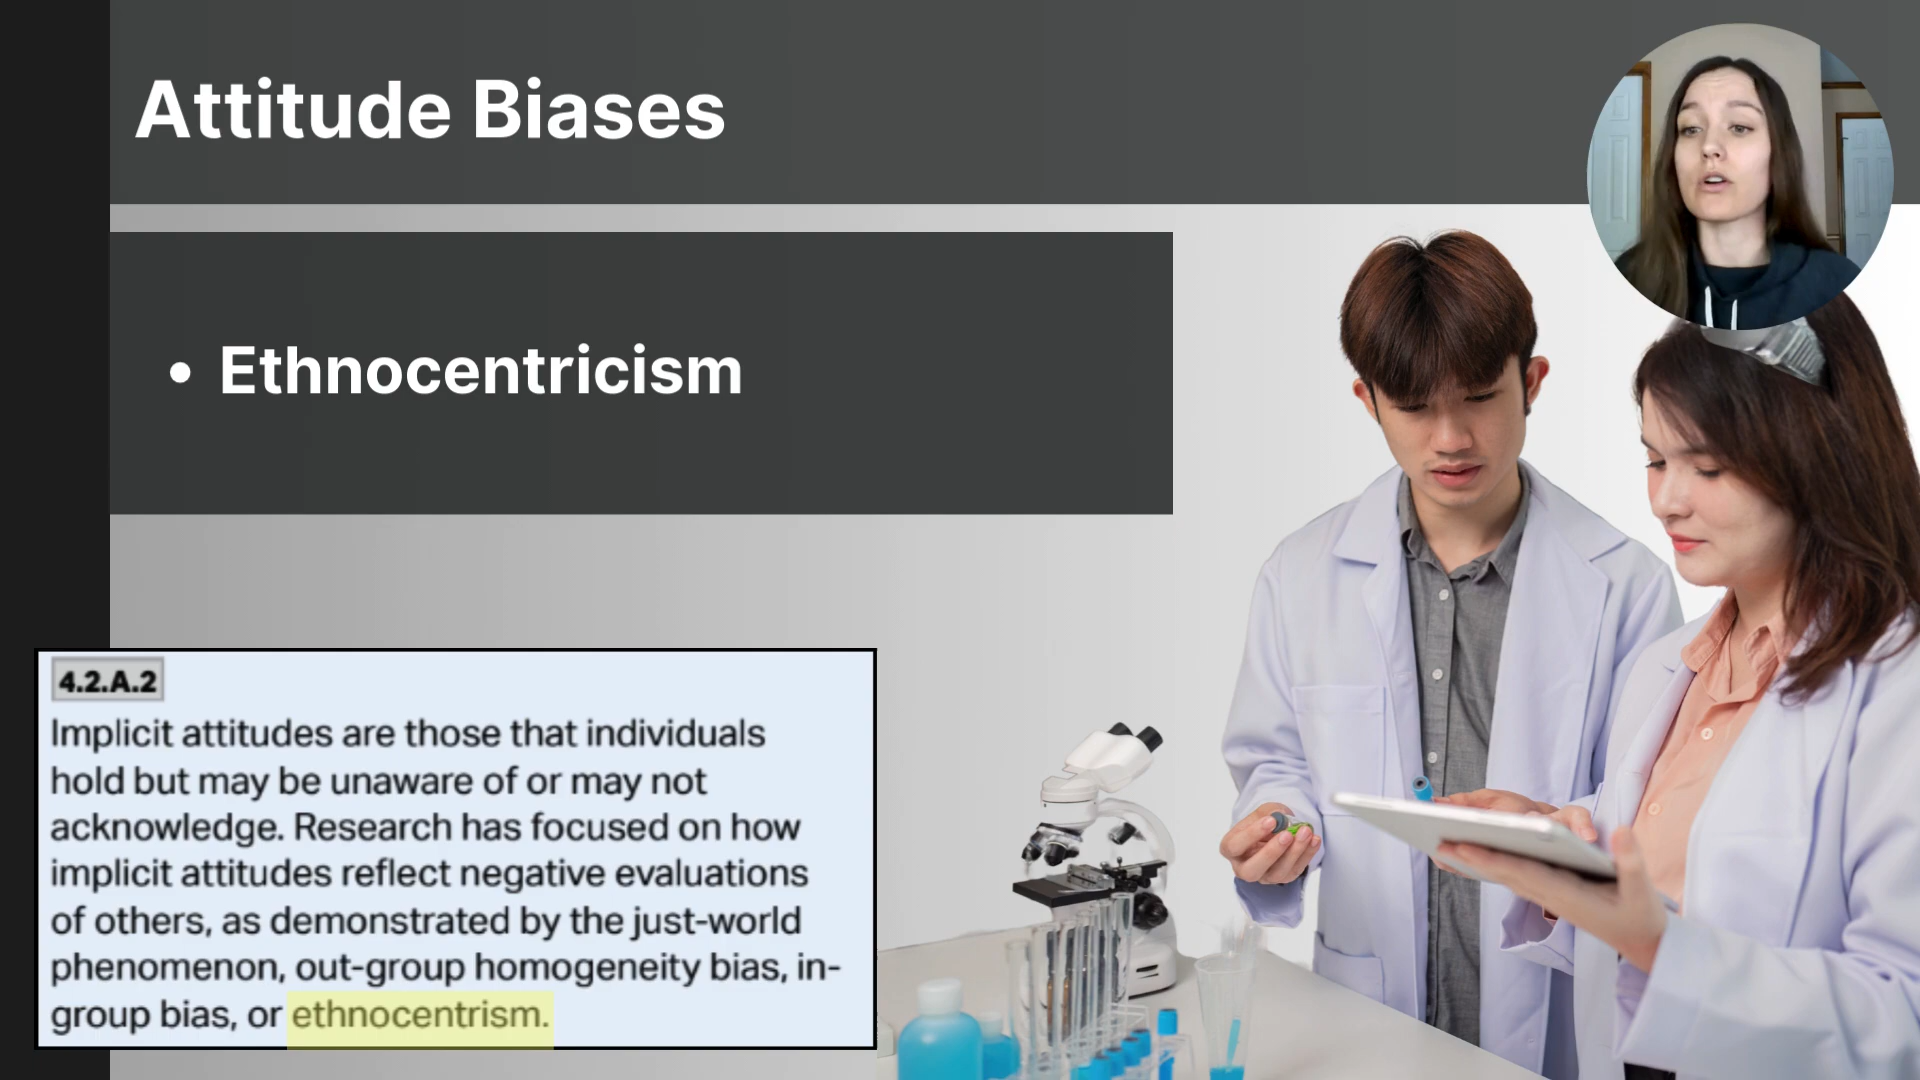 Attitude Biases
• Ethnocentricism
4.2.A.2
Implicit attitudes are those that individuals
hold but may be unaware of or may not
acknowledge. Research has focused on how
implicit attitudes reflect negative evaluations
of others, as demonstrated by the just-world
phenomenon, out-group homogeneity bias, in-
group bias, or ethnocentrism.